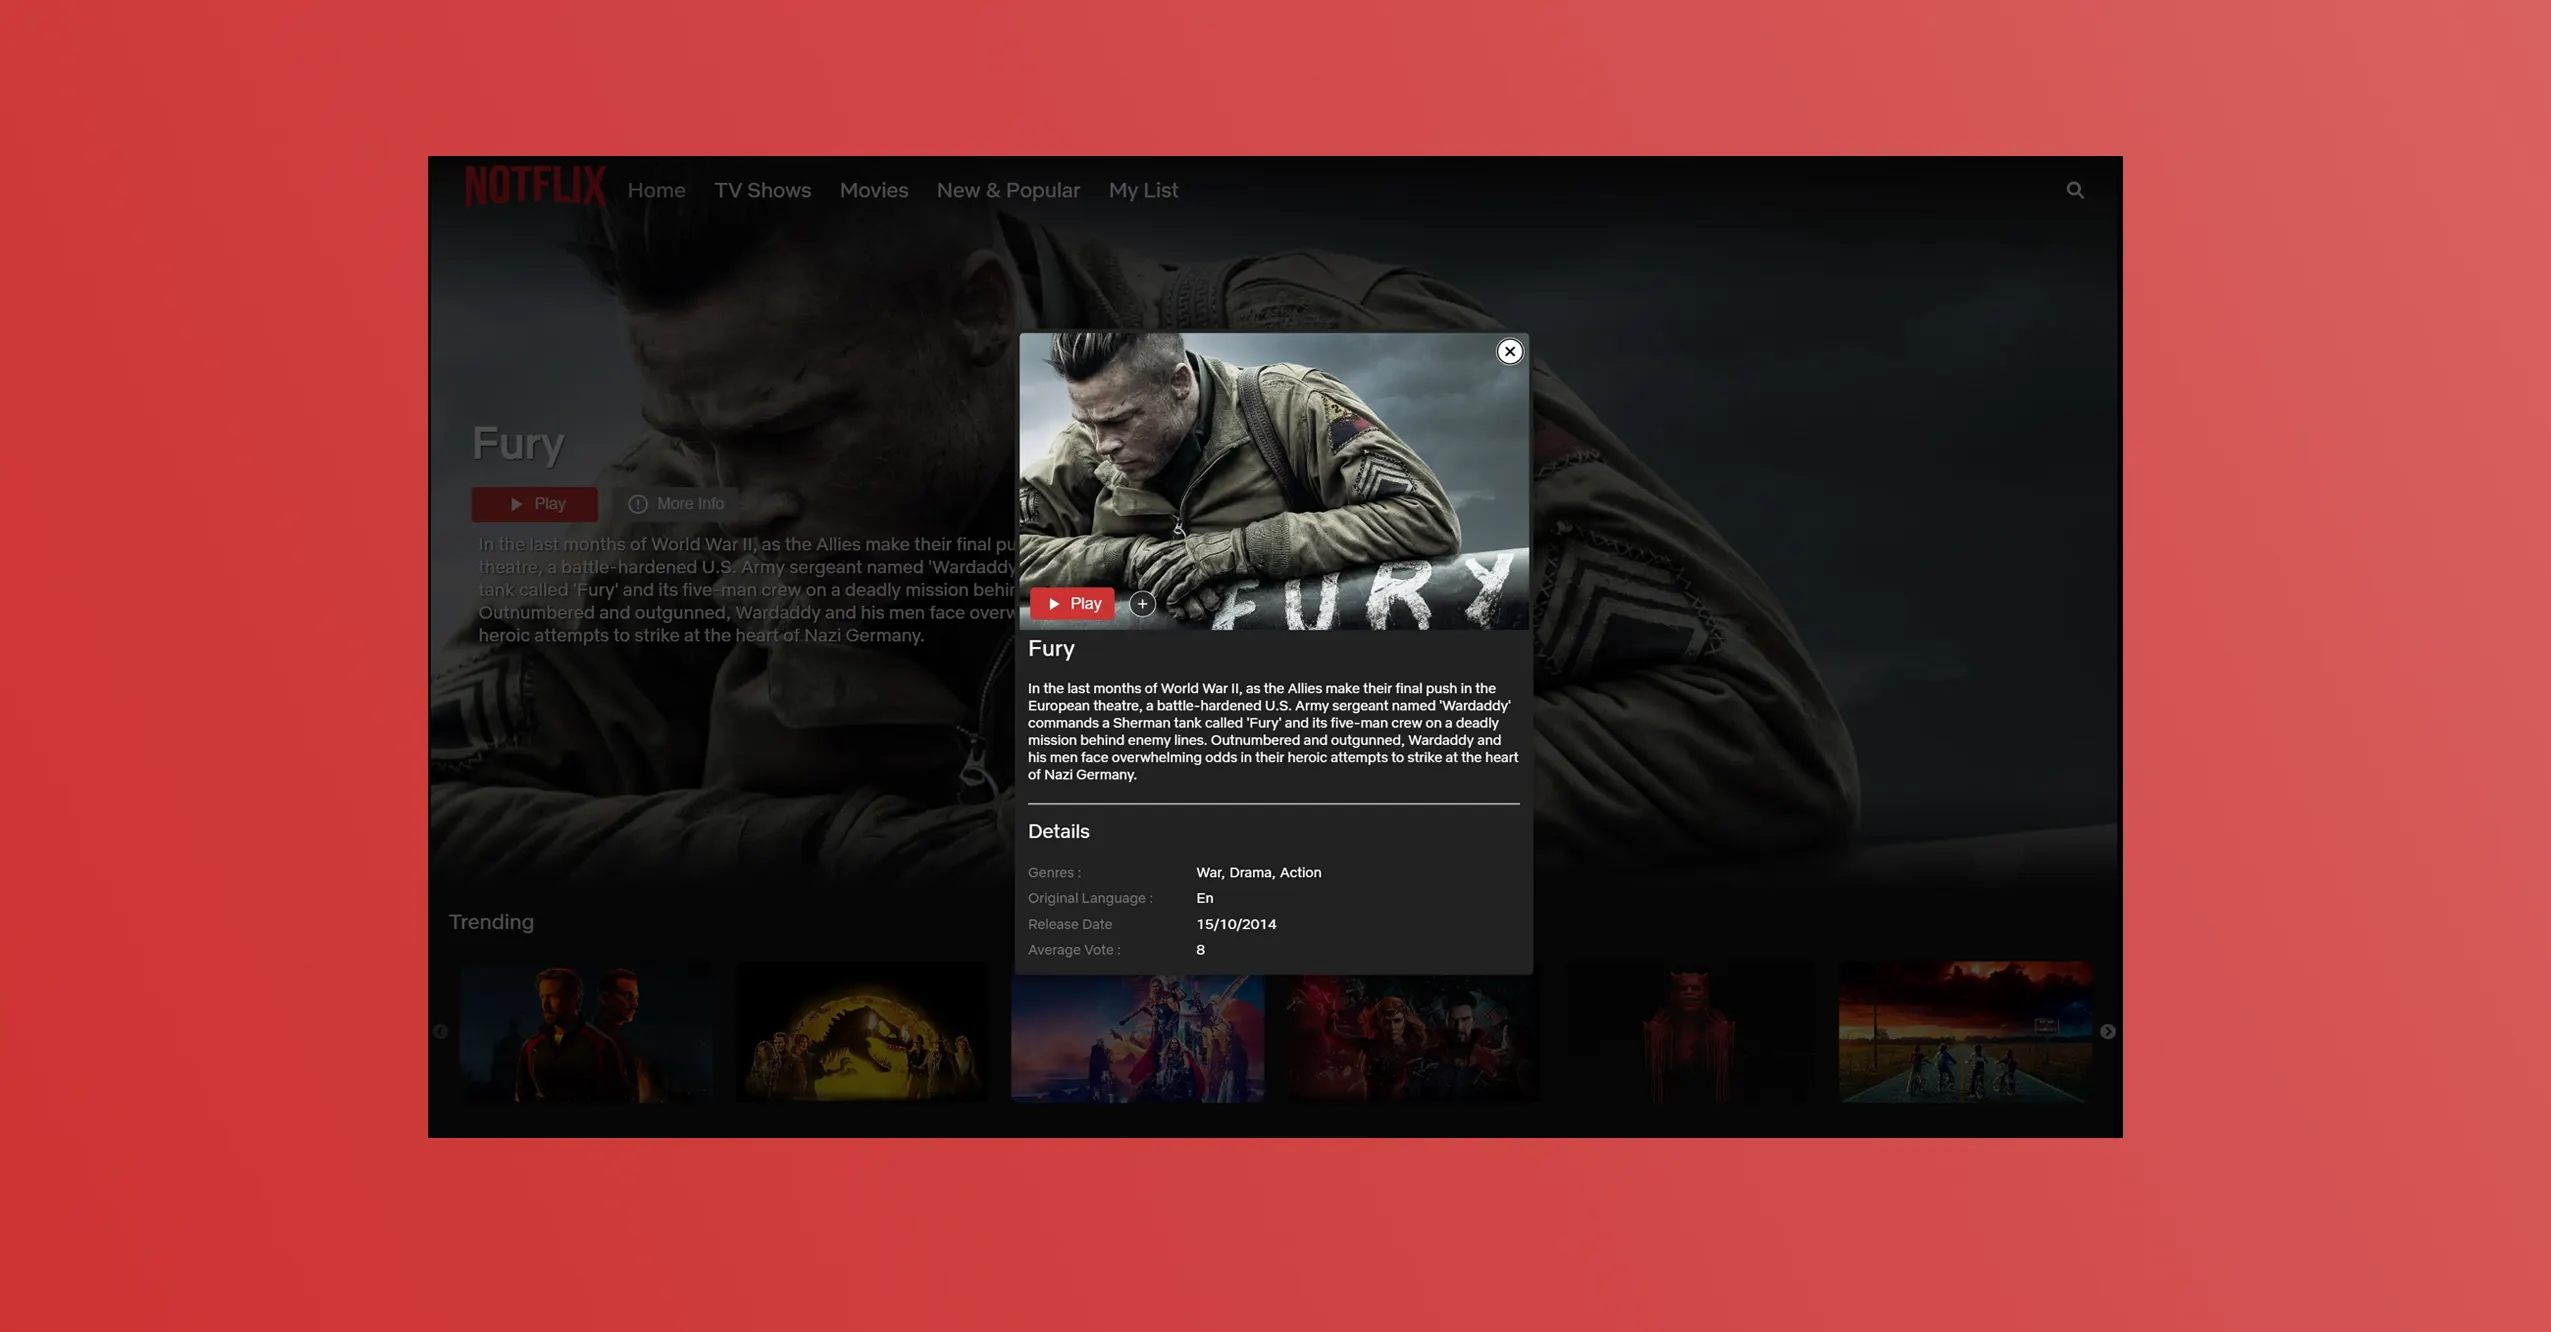 NOTFLIX Home TV Shows Movies New & Popular My List
Fury
Play More Info
In the last months of World War II, as the Allies make their final pu
theatre, a battle-hardened U.S. Army sergeant named 'Wardaddy
tank called 'Fury' and its five-man crew on a deadly mission behin
Outnumbered and outgunned, Wardaddy and his men face overw
heroic attempts to strike at the heart of Nazi Germany.
FURY
Play
Fury
In the last months of World War II, as the Allies make their final push in the
European theatre, a battle-hardened U.S. Army sergeant named 'Wardaddy'
commands a Sherman tank called 'Fury' and its five-man crew on a deadly
mission behind enemy lines. Outnumbered and outgunned, Wardaddy and
his men face overwhelming odds in their heroic attempts to strike at the heart
of Nazi Germany.
Details
Genres : War, Drama, Action
Original Language : En
Release Date 15/10/2014
Average Vote : 8
Trending